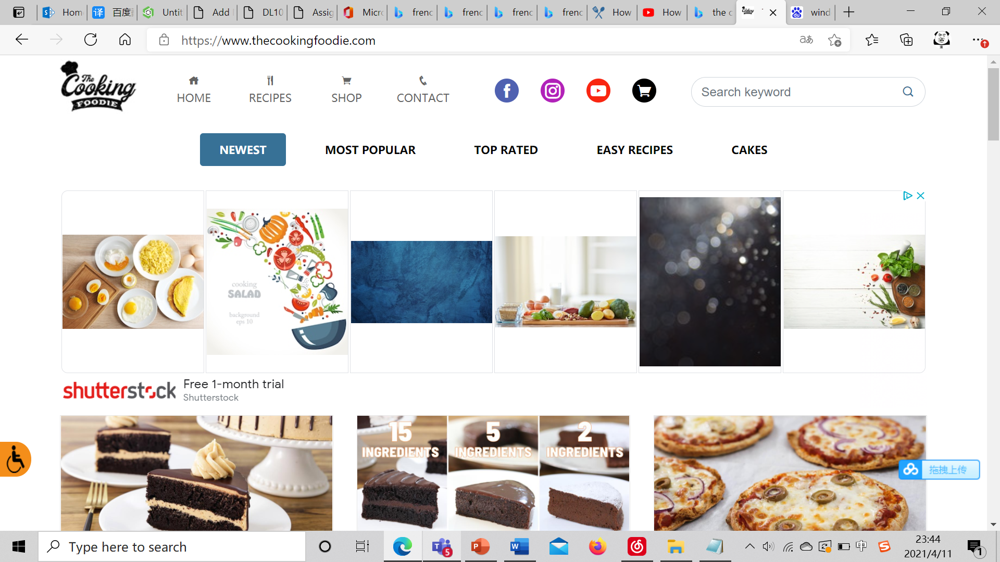 Hom
百度
Untit
Add
DL10
Assig
Micro
frenc
frenc
frenc
frenc
How
How
the c
wind
https://www.thecookingfoodie.com
The Cooking FOODIE
HOME
RECIPES
SHOP
CONTACT
Search keyword
NEWEST
MOST POPULAR
TOP RATED
EASY RECIPES
CAKES
cooking
SALAD
background
eps 10
shutterstock
Free 1-month trial
Shutterstock
15 INGREDIENTS
5 INGREDIENTS
2 INGREDIENTS
拖拽上传
Type here to search
5
中
23:44
2021/4/11
1